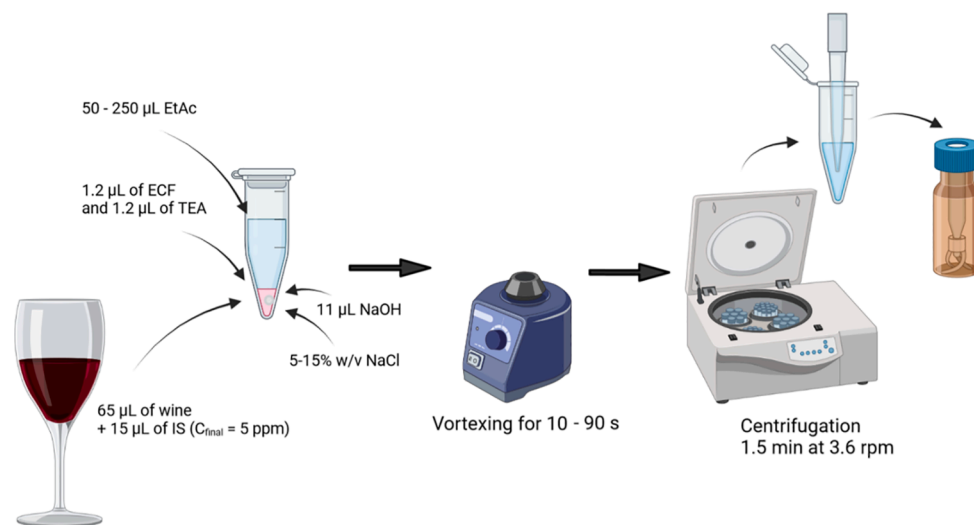 50 - 250 µL EtAc
1.2 µL of ECF
and 1.2 µL of TEA
11 µL NaOH
5-15% w/v NaCl
65 µL of wine
+ 15 µL of IS (Cfinal = 5 ppm)
Vortexing for 10 - 90 s
Centrifugation
1.5 min at 3.6 rpm